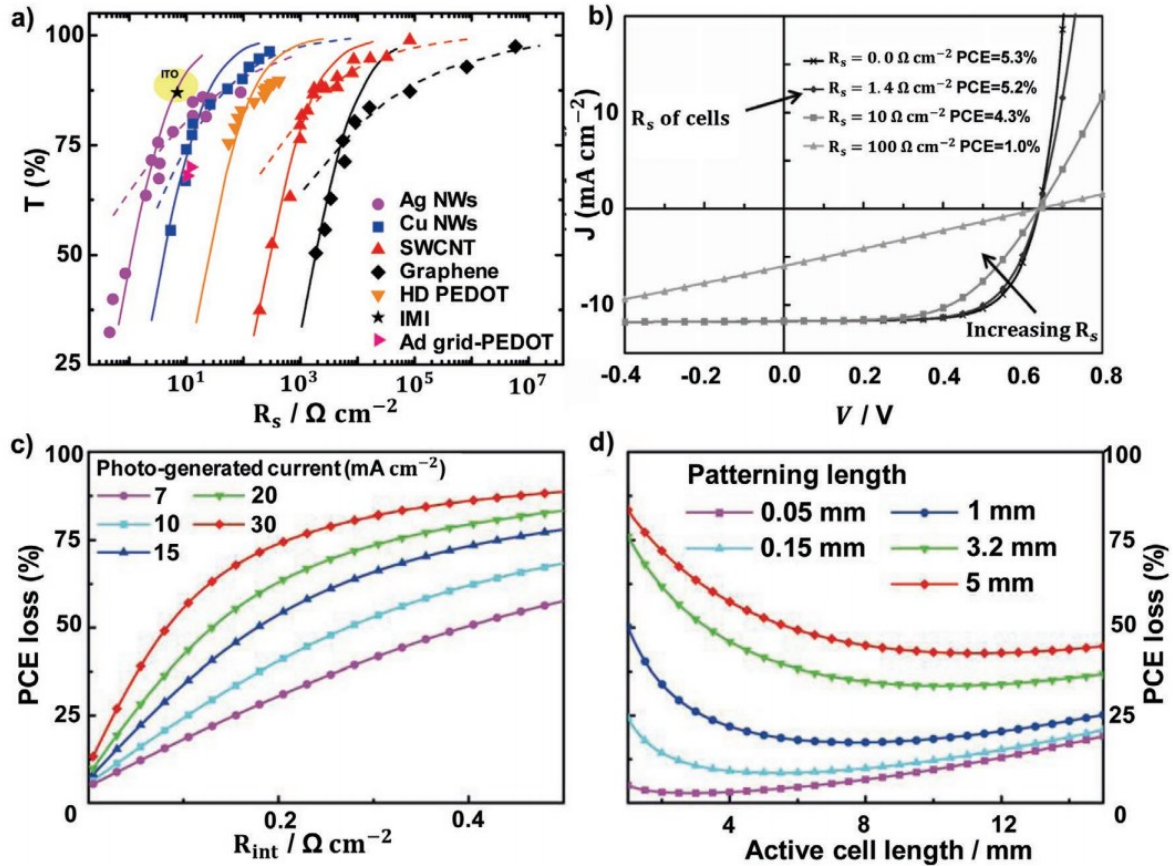 a)
100
75
50
25
T (%)
ITO
Ag NWs
Cu NWs
SWCNT
Graphene
HD PEDOT
IMI
Ad grid-PEDOT
10¹ 10³ 10⁵ 10⁷
Rₛ / Ω cm⁻²
b)
Rₛ = 0.0 Ω cm⁻² PCE=5.3%
Rₛ = 1.4 Ω cm⁻² PCE=5.2%
Rₛ = 10 Ω cm⁻² PCE=4.3%
Rₛ = 100 Ω cm⁻² PCE=1.0%
Rₛ of cells
10
0
-10
J (mA cm⁻²)
Increasing Rₛ
-0.4 -0.2 0.0 0.2 0.4 0.6 0.8
V / V
c)
100
75
50
25
0
PCE loss (%)
Photo-generated current (mA cm⁻²)
7 20
10 30
15
0.0 0.2 0.4
R_int / Ω cm⁻²
d)
Patterning length
0.05 mm 1 mm
0.15 mm 3.2 mm
5 mm
100
75
50
25
0
PCE loss (%)
4 8 12
Active cell length / mm